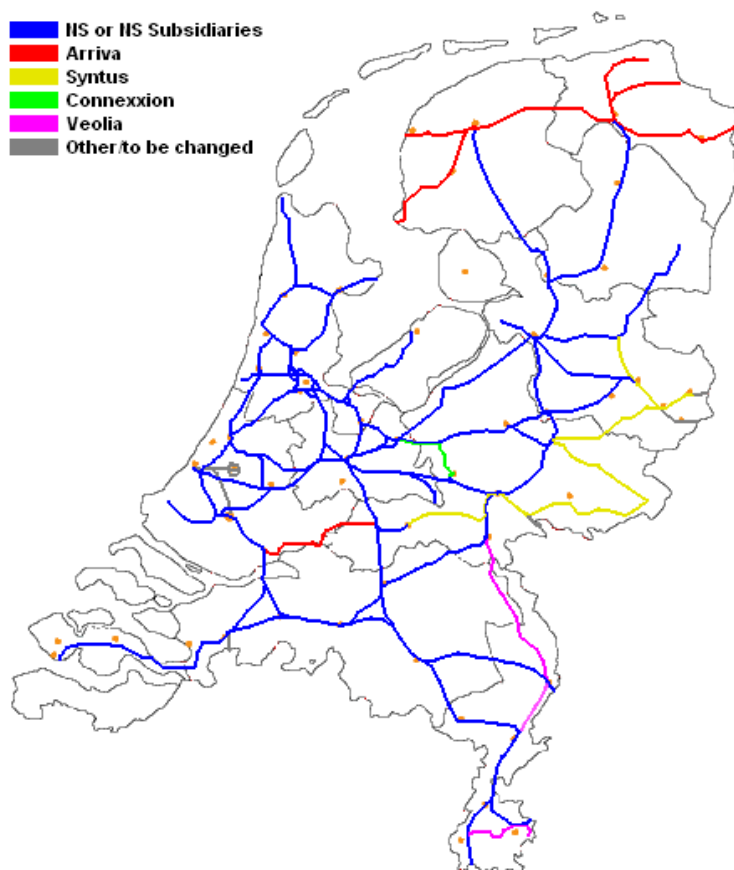 NS or NS Subsidiaries
Arriva
Syntus
Connexxion
Veolia
Other/to be changed